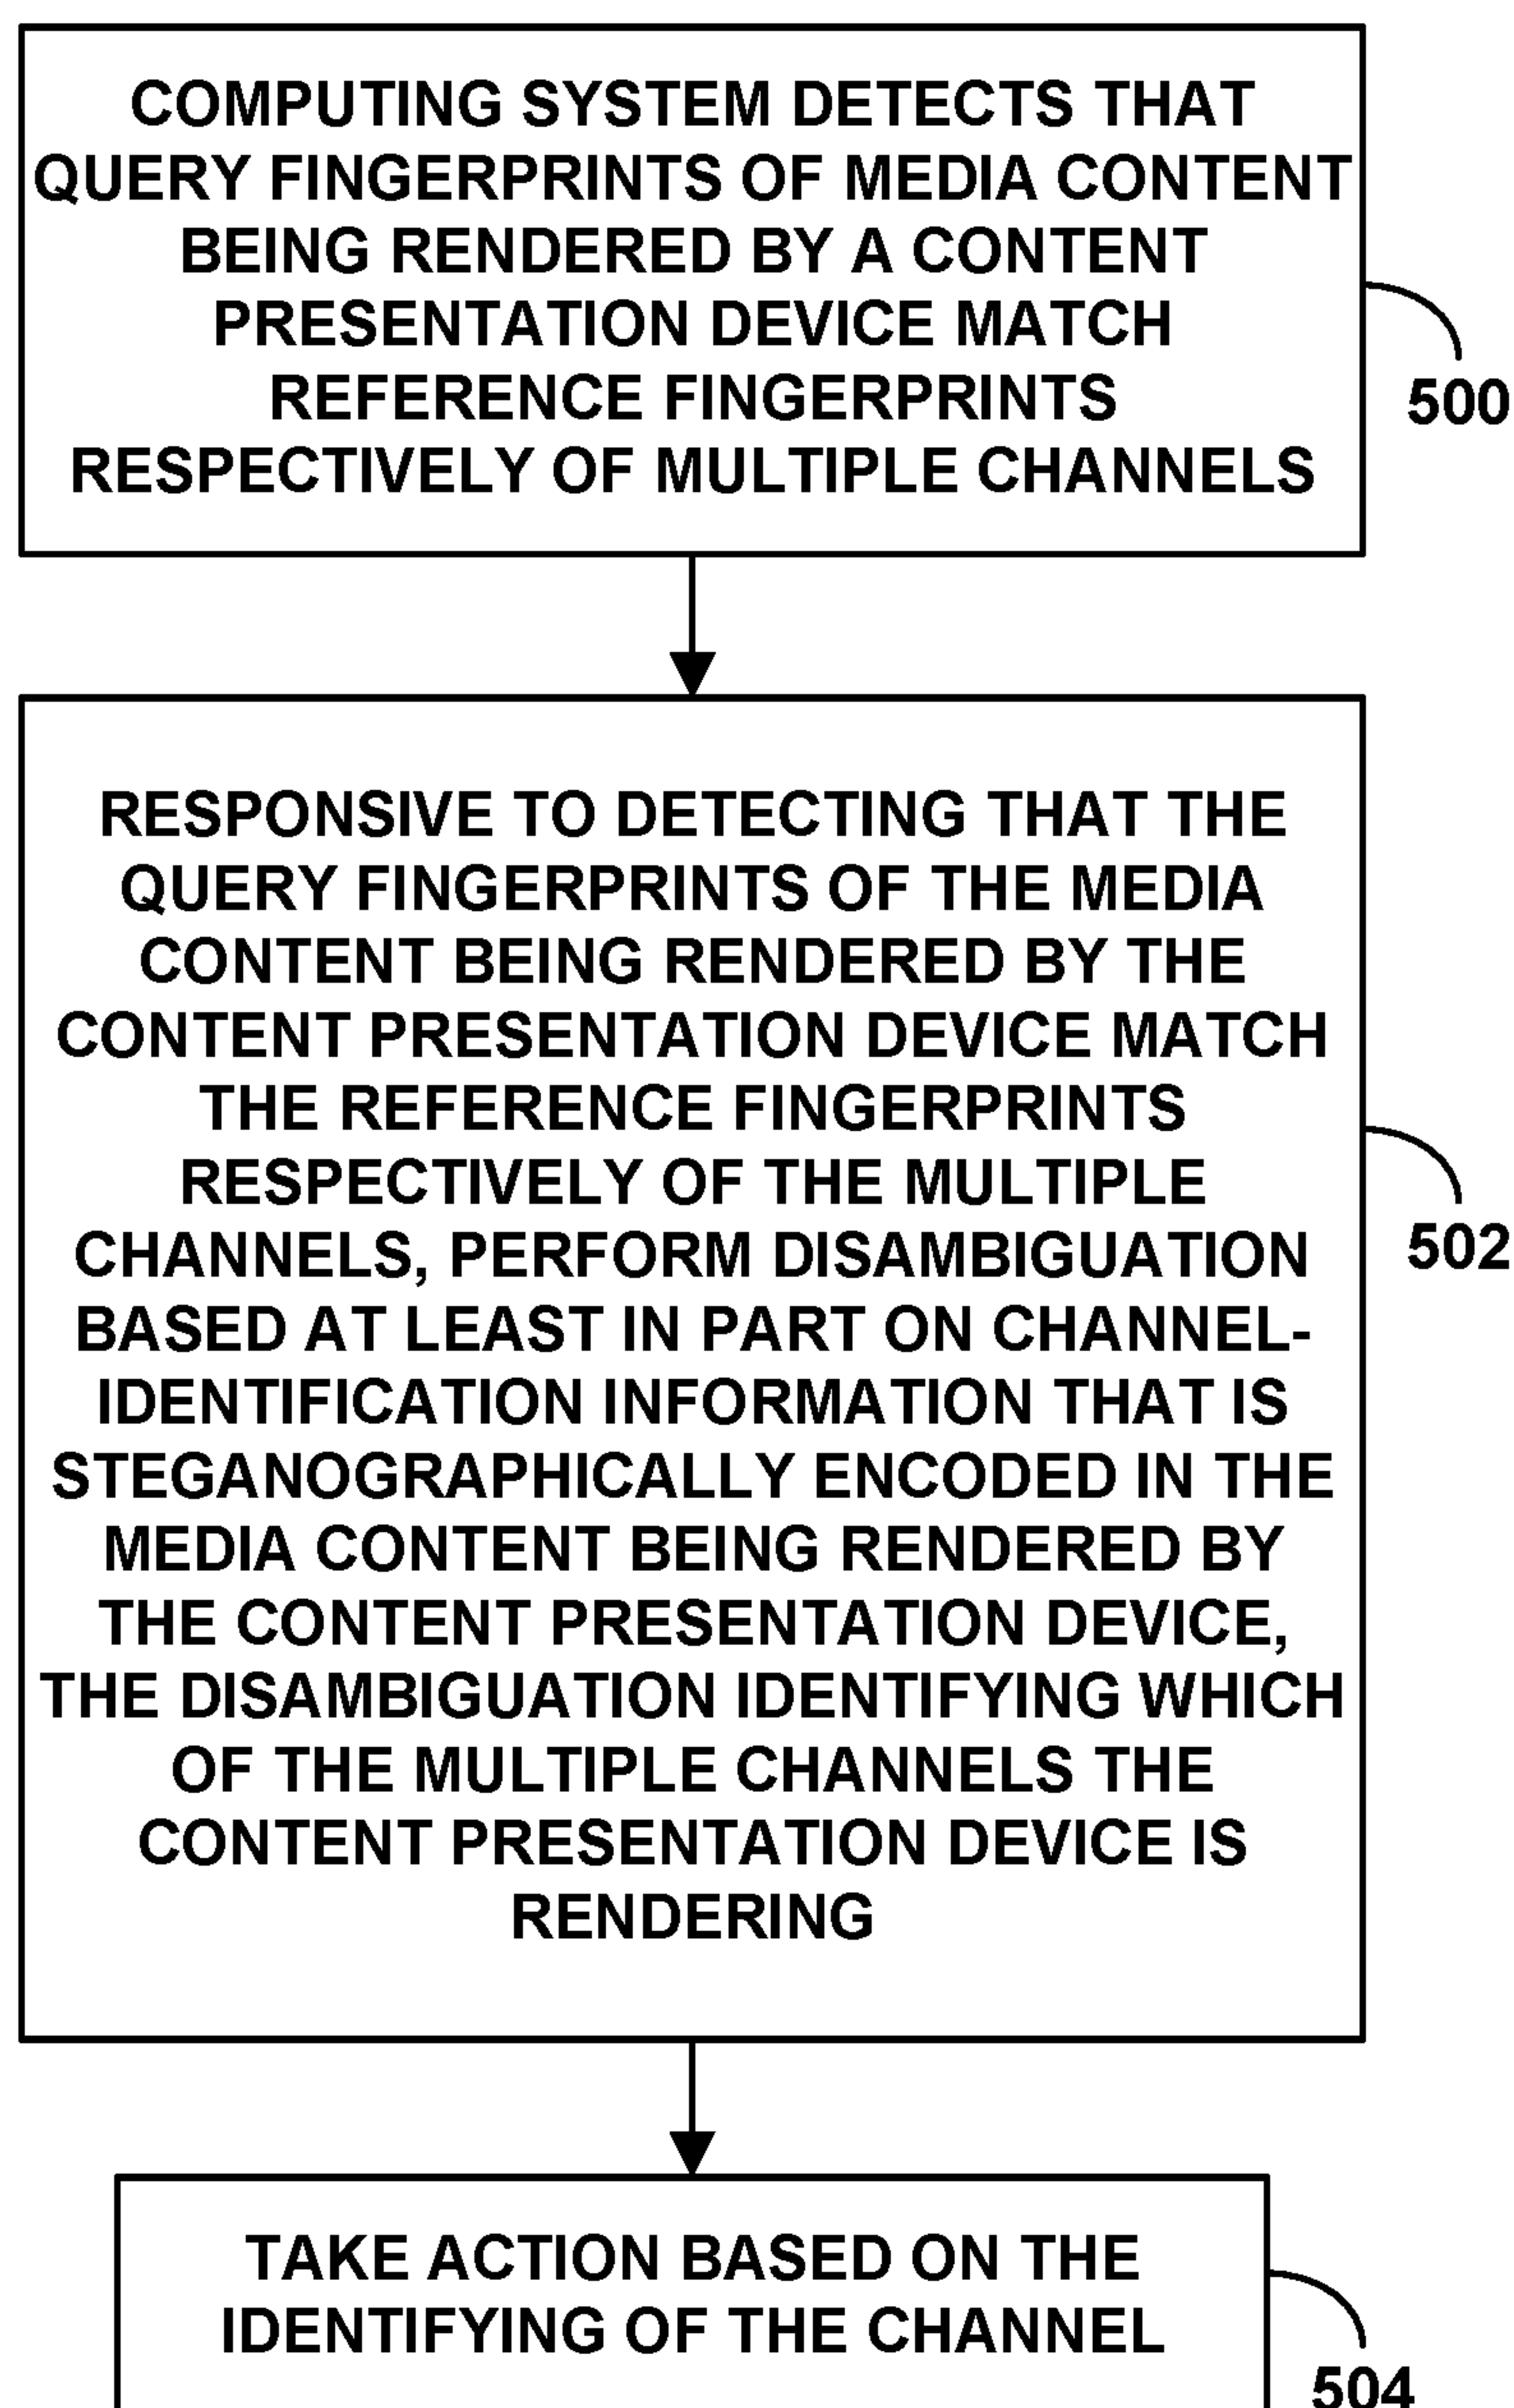 COMPUTING SYSTEM DETECTS THAT
QUERY FINGERPRINTS OF MEDIA CONTENT
BEING RENDERED BY A CONTENT
PRESENTATION DEVICE MATCH
REFERENCE FINGERPRINTS
RESPECTIVELY OF MULTIPLE CHANNELS
500
RESPONSIVE TO DETECTING THAT THE
QUERY FINGERPRINTS OF THE MEDIA
CONTENT BEING RENDERED BY THE
CONTENT PRESENTATION DEVICE MATCH
THE REFERENCE FINGERPRINTS
RESPECTIVELY OF THE MULTIPLE
CHANNELS, PERFORM DISAMBIGUATION
BASED AT LEAST IN PART ON CHANNEL-
IDENTIFICATION INFORMATION THAT IS
STEGANOGRAPHICALLY ENCODED IN THE
MEDIA CONTENT BEING RENDERED BY
THE CONTENT PRESENTATION DEVICE,
THE DISAMBIGUATION IDENTIFYING WHICH
OF THE MULTIPLE CHANNELS THE
CONTENT PRESENTATION DEVICE IS
RENDERING
502
TAKE ACTION BASED ON THE
IDENTIFYING OF THE CHANNEL
504